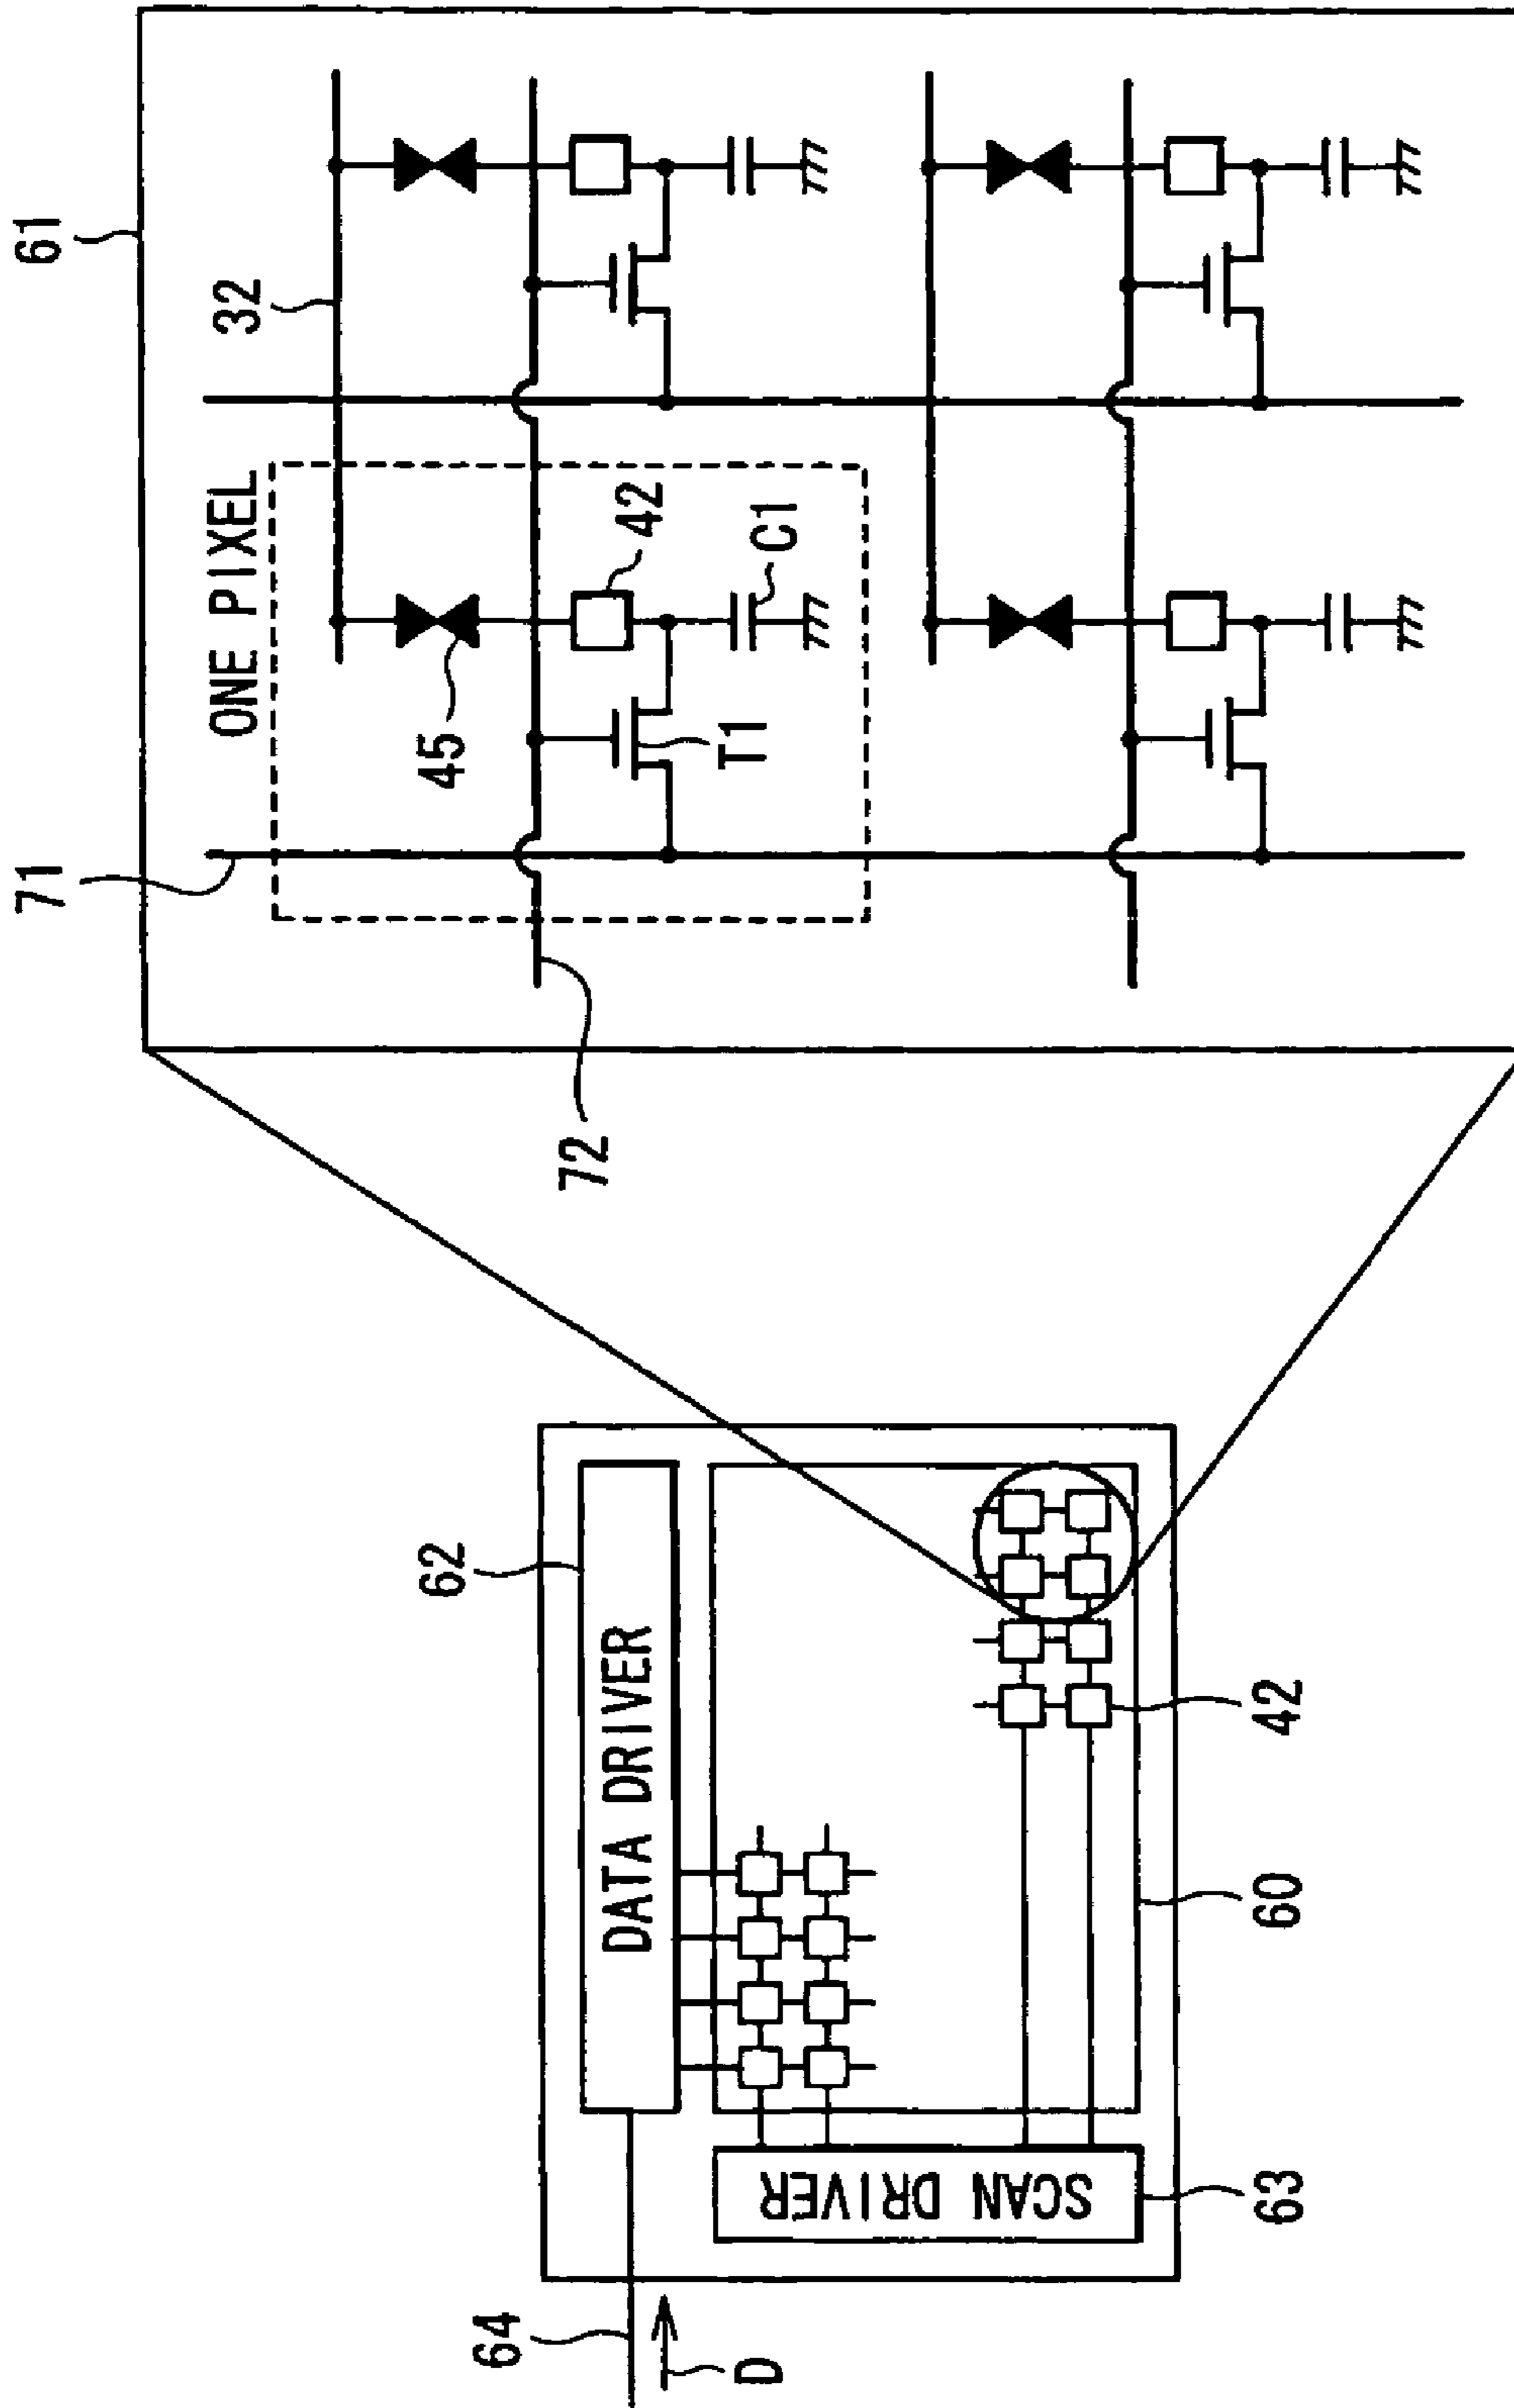 61
32
71
ONE PIXEL
42
45
C1
T1
72
62
DATA DRIVER
42
60
SCAN DRIVER
63
64
D